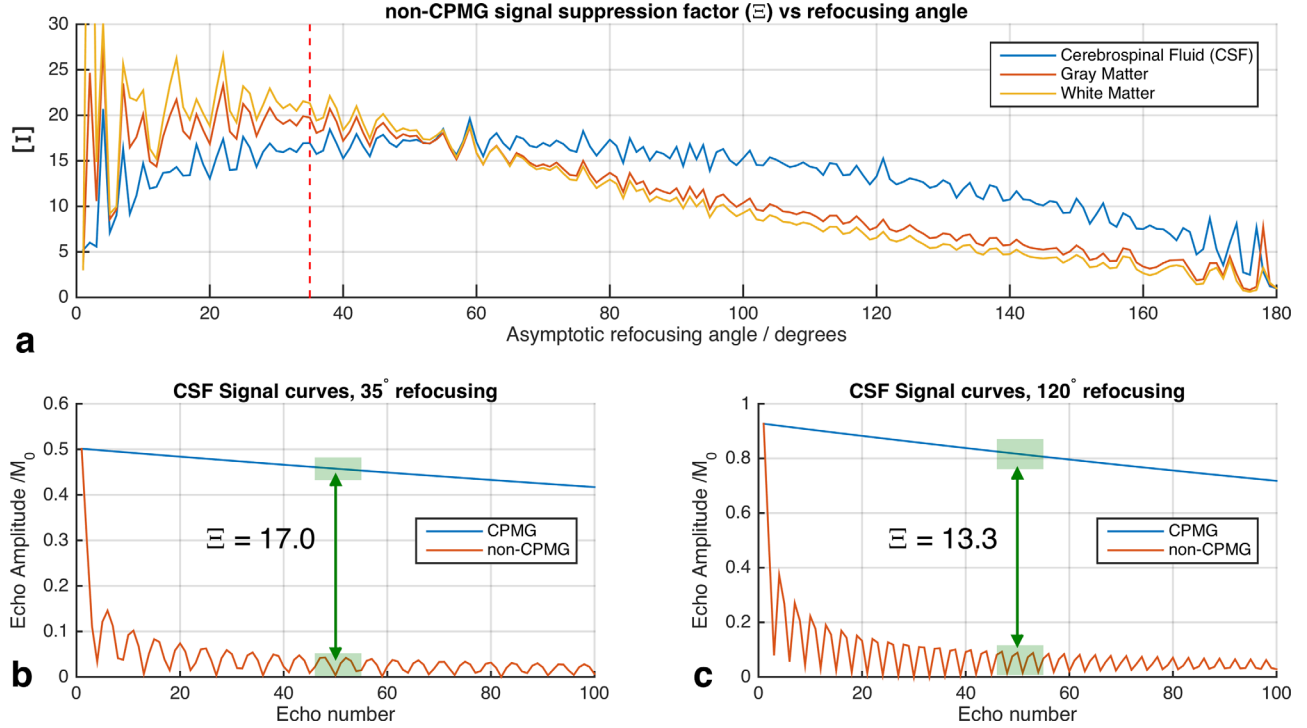 non-CPMG signal suppression factor (Ξ) vs refocusing angle
30
25
20
15
10
5
0
[Ξ]
Cerebrospinal Fluid (CSF)
Gray Matter
White Matter
0 20 40 60 80 100 120 140 160 180
Asymptotic refocusing angle / degrees
a
CSF Signal curves, 35° refocusing
0.6
0.5
0.4
0.3
0.2
0.1
0
Echo Amplitude /M0
Ξ = 17.0
CPMG
non-CPMG
0 20 40 60 80 100
Echo number
b
CSF Signal curves, 120° refocusing
1
0.8
0.6
0.4
0.2
0
Echo Amplitude /M0
Ξ = 13.3
CPMG
non-CPMG
0 20 40 60 80 100
Echo number
c